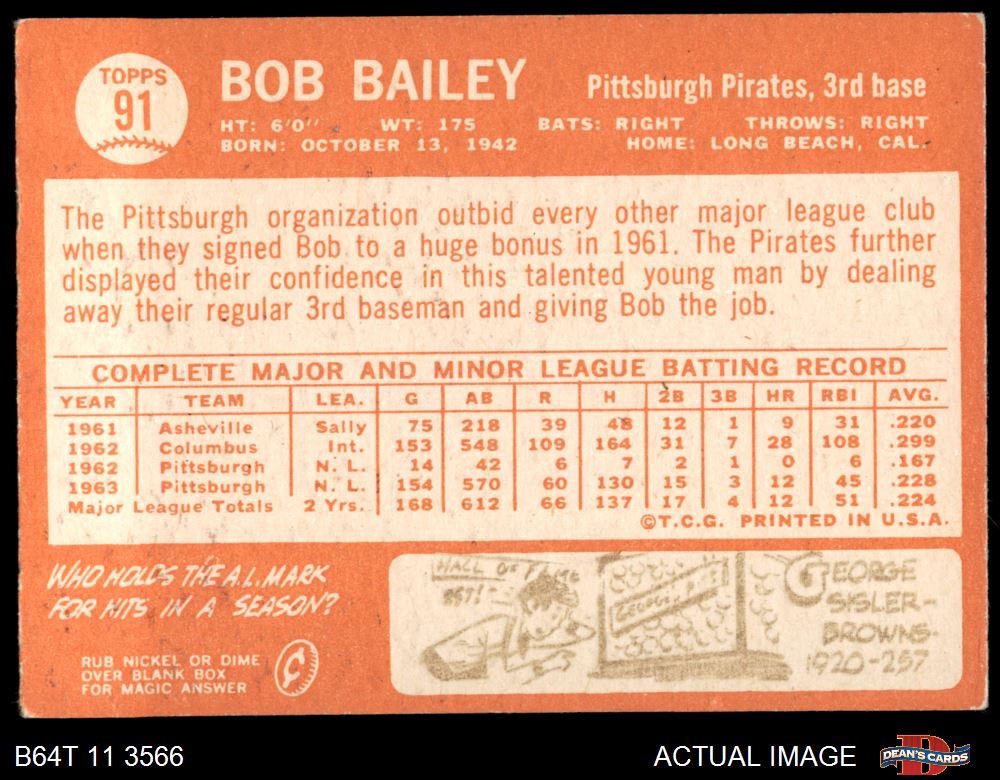 TOPPS
91
BOB BAILEY
Pittsburgh Pirates, 3rd base
HT: 6'0" WT: 175 BATS: RIGHT THROWS: RIGHT
BORN: OCTOBER 13, 1942 HOME: LONG BEACH, CAL.
The Pittsburgh organization outbid every other major league club
when they signed Bob to a huge bonus in 1961. The Pirates further
displayed their confidence in this talented young man by dealing
away their regular 3rd baseman and giving Bob the job.
COMPLETE MAJOR AND MINOR LEAGUE BATTING RECORD
YEAR TEAM LEA. G AB R H 2B 3B HR RBI AVG.
1961 Asheville Sally 75 218 39 48 12 1 9 31 .220
1962 Columbus Int. 153 548 109 164 31 7 28 108 .299
1962 Pittsburgh N. L. 14 42 6 7 2 1 0 6 .167
1963 Pittsburgh N. L. 154 570 60 130 15 3 12 45 .228
Major League Totals 2 Yrs. 168 612 66 137 17 4 12 51 .224
©T.C.G. PRINTED IN U.S.A.
WHO HOLDS THE A.L. MARK
FOR HITS IN A SEASON?
RUB NICKEL OR DIME
OVER BLANK BOX
FOR MAGIC ANSWER
HALL OF FAME
GEORGE
SISLER-
BROWNS-
1920-257
B64T 11 3566
ACTUAL IMAGE
DEAN'S CARDS